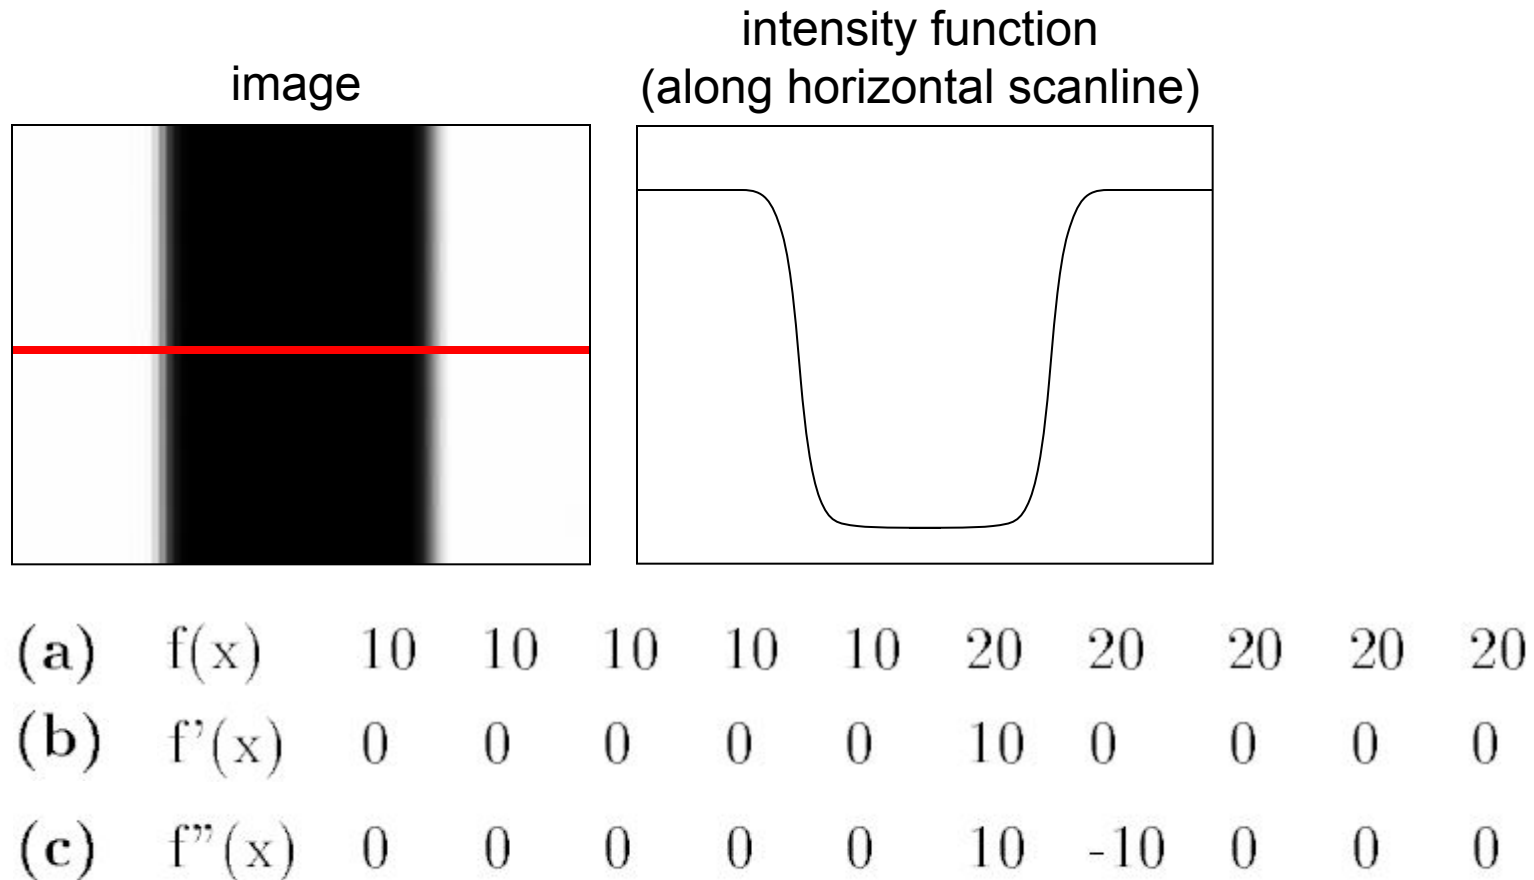 image
intensity function
(along horizontal scanline)
(a) f(x) 10 10 10 10 10 20 20 20 20 20
(b) f'(x) 0 0 0 0 0 10 0 0 0 0
(c) f”(x) 0 0 0 0 0 10 -10 0 0 0